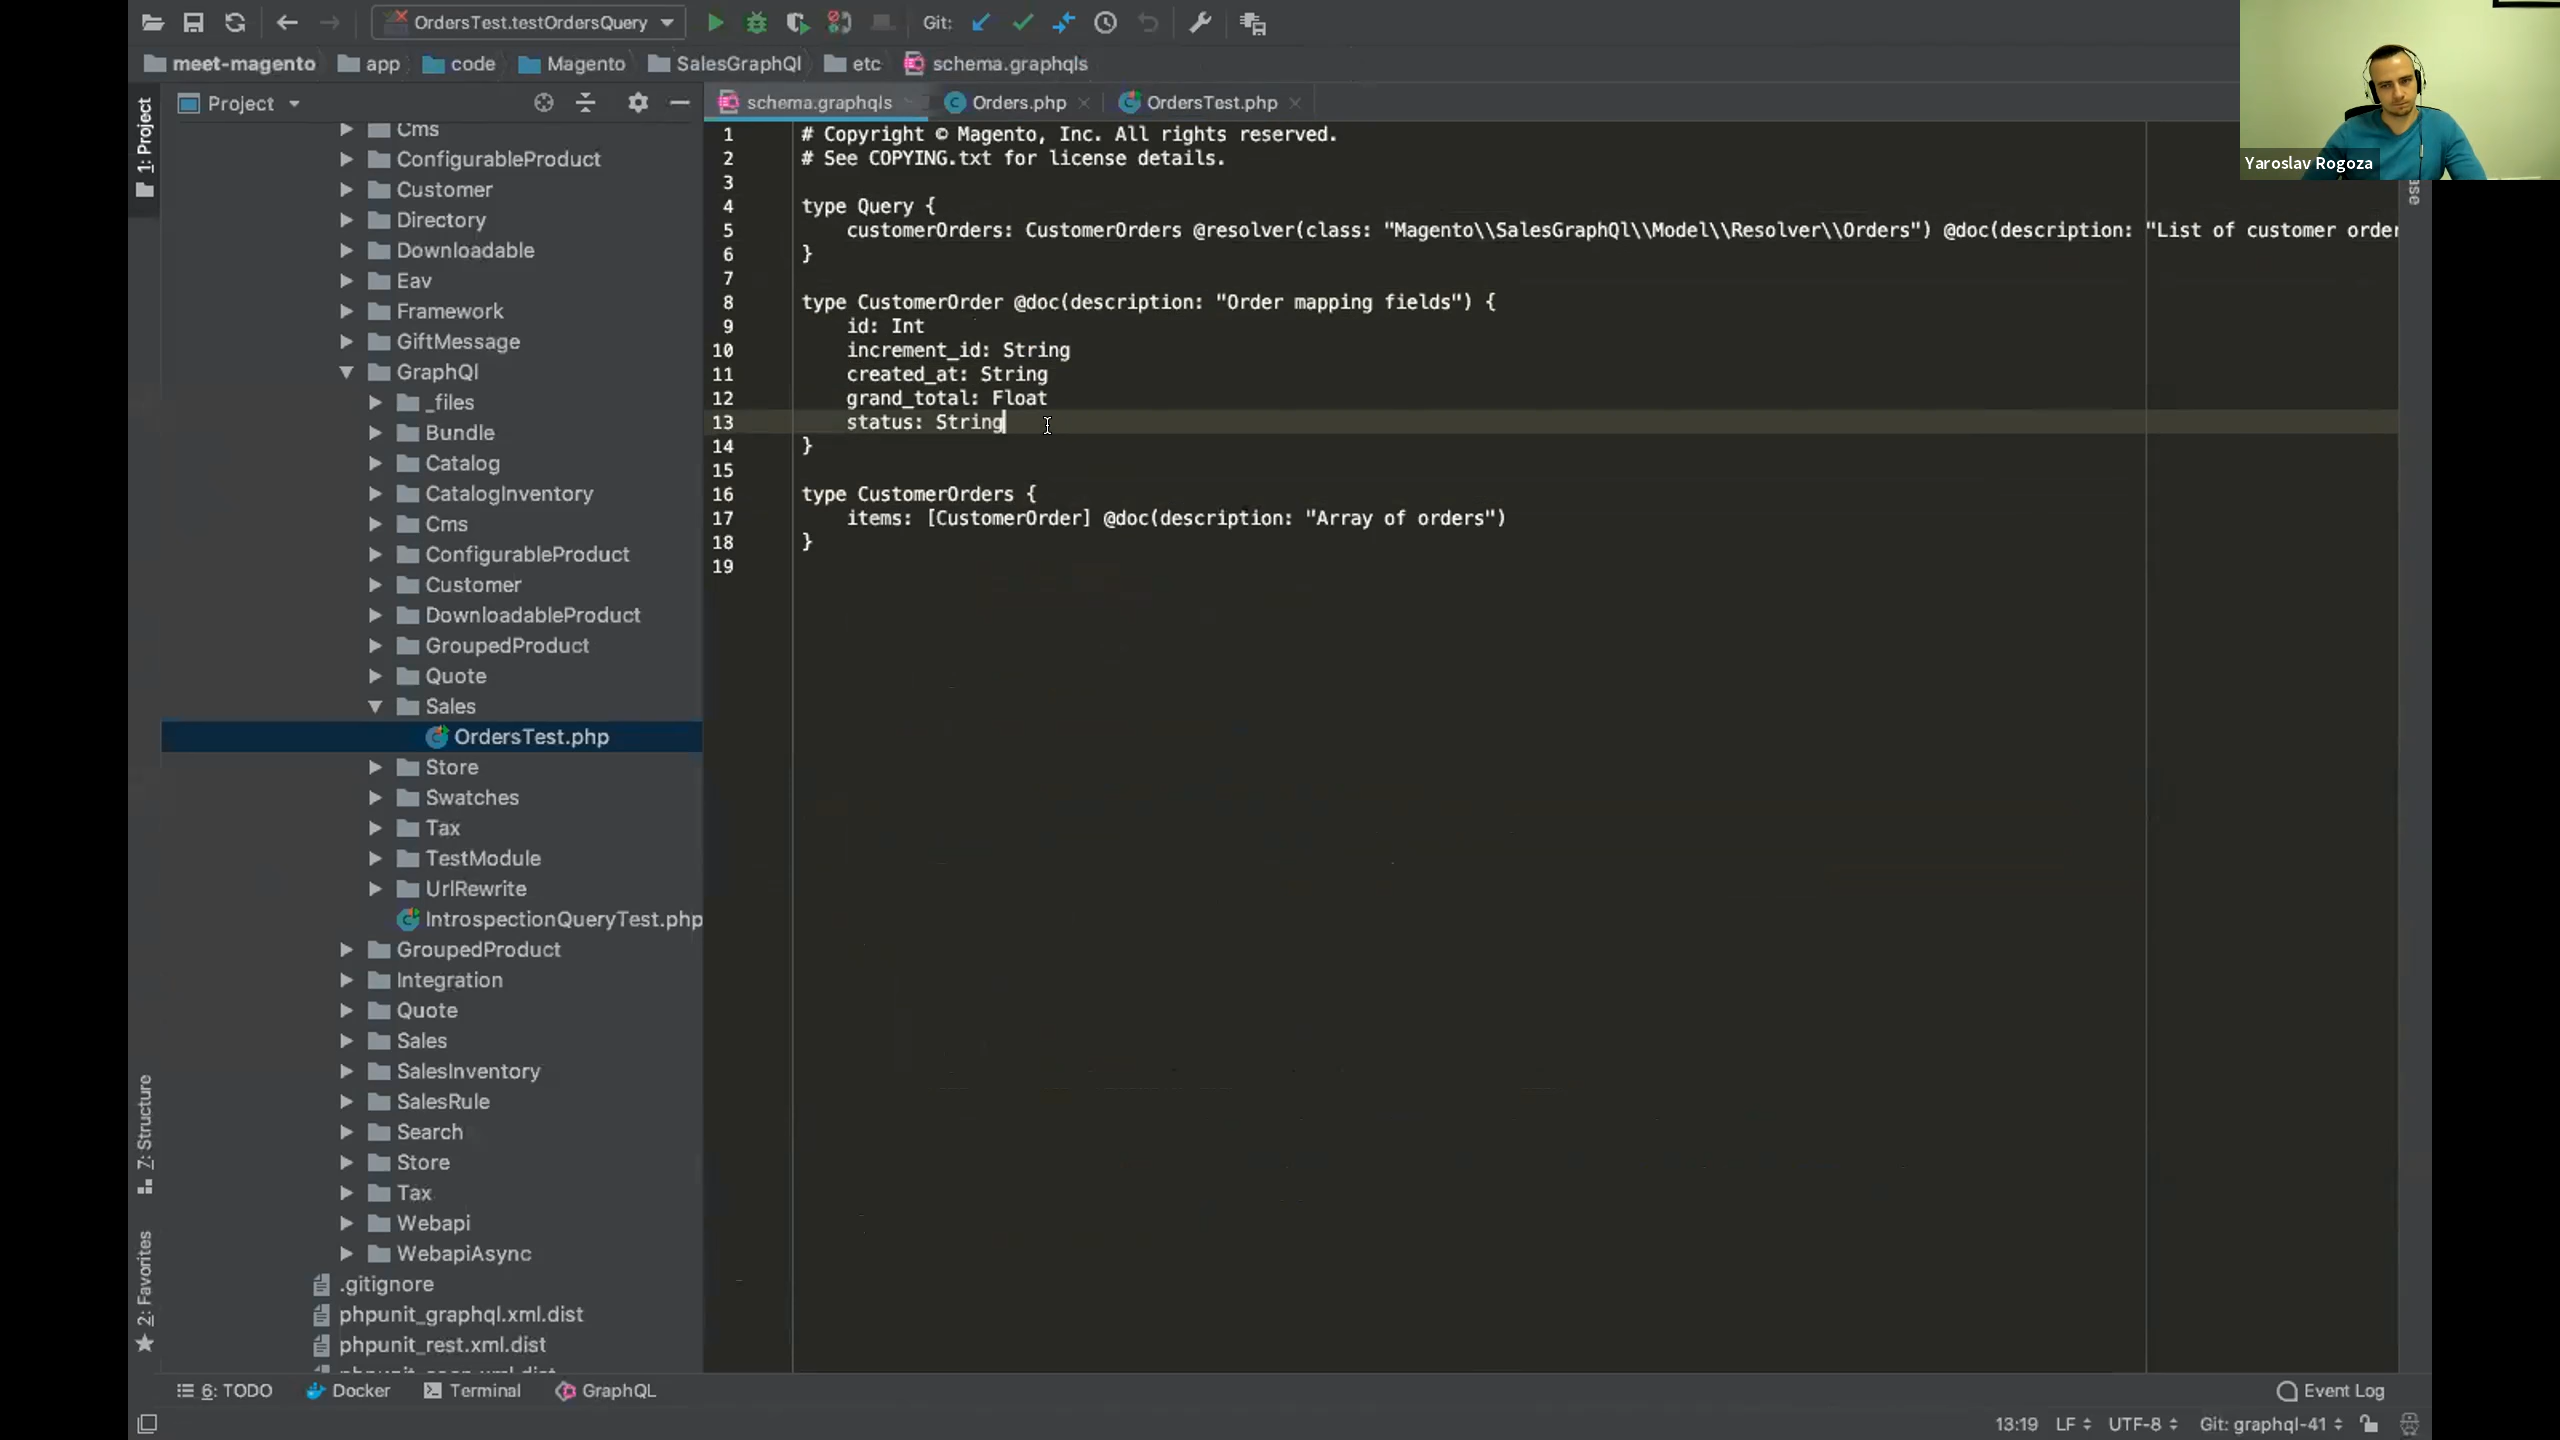 OrdersTest.testOrdersQuery
Git:
meet-magento
app
code
Magento
SalesGraphQl
etc
schema.graphqls
Project
schema.graphqls
Orders.php
OrdersTest.php
Yaroslav Rogoza
1: Project
7: Structure
2: Favorites
Cms
ConfigurableProduct
Customer
Directory
Downloadable
Eav
Framework
GiftMessage
GraphQl
_files
Bundle
Catalog
CatalogInventory
Cms
ConfigurableProduct
Customer
DownloadableProduct
GroupedProduct
Quote
Sales
OrdersTest.php
Store
Swatches
Tax
TestModule
UrlRewrite
IntrospectionQueryTest.php
GroupedProduct
Integration
Quote
Sales
SalesInventory
SalesRule
Search
Store
Tax
Webapi
WebapiAsync
.gitignore
phpunit_graphql.xml.dist
phpunit_rest.xml.dist
1 # Copyright © Magento, Inc. All rights reserved.
2 # See COPYING.txt for license details.
3
4 type Query {
5 customerOrders: CustomerOrders @resolver(class: "Magento\\SalesGraphQl\\Model\\Resolver\\Orders") @doc(description: "List of customer order
6 }
7
8 type CustomerOrder @doc(description: "Order mapping fields") {
9 id: Int
10 increment_id: String
11 created_at: String
12 grand_total: Float
13 status: String
14 }
15
16 type CustomerOrders {
17 items: [CustomerOrder] @doc(description: "Array of orders")
18 }
19
6: TODO
Docker
Terminal
GraphQL
Event Log
13:19
LF
UTF-8
Git: graphql-41